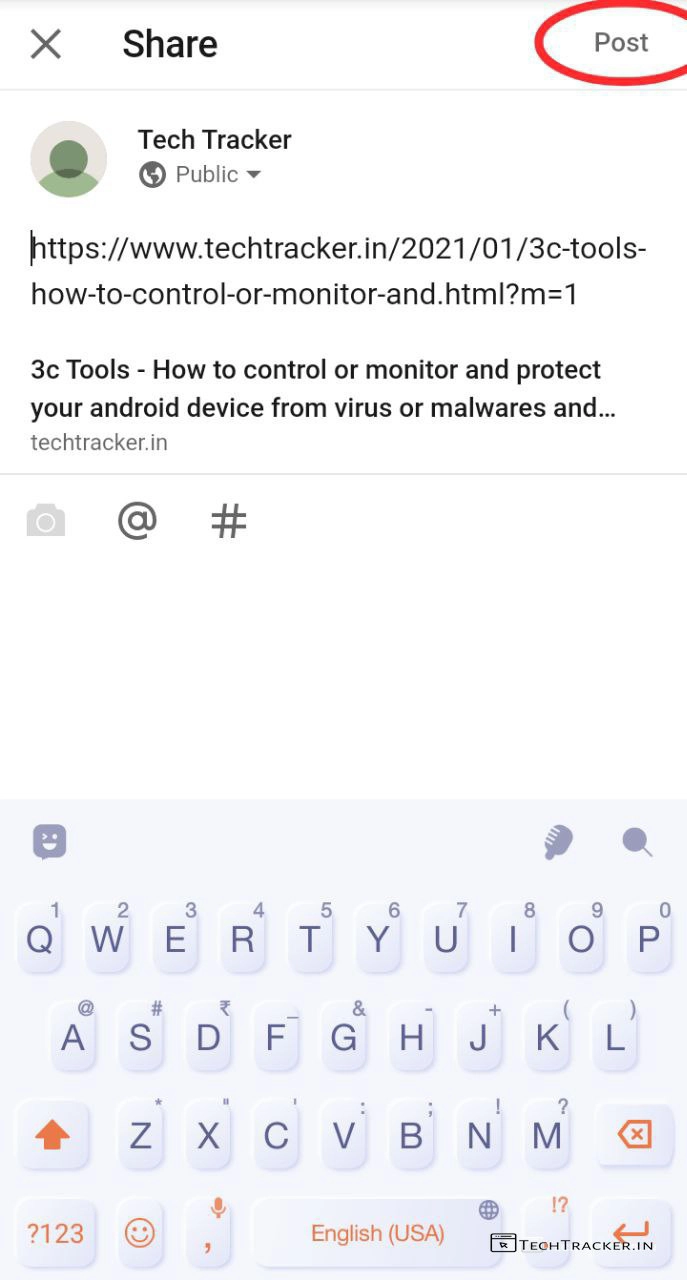 Share
Post
Tech Tracker
Public
https://www.techtracker.in/2021/01/3c-tools-
how-to-control-or-monitor-and.html?m=1
3c Tools - How to control or monitor and protect
your android device from virus or malwares and...
techtracker.in
@ #
1 2 3 4 5 6 7 8 9 0
Q W E R T Y U I O P
@ # ₹ _ & - + ( )
A S D F G H J K L
* " ' : ; ! ?
Z X C V B N M
!?
?123 , English (USA)
TECHTRACKER.IN